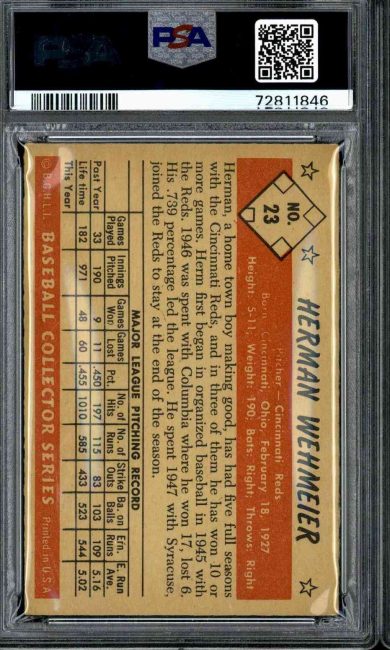 PSA
72811846
NO.
23
HERMAN WEHMEIER
Pitcher—Cincinnati Reds
Born, Cincinnati, Ohio, February 18, 1927
Height: 5-11; Weight: 190; Bats: Right; Throws: Right
Herman, a home town boy making good, has had five full seasons
with the Cincinnati Reds, and in three of them he has won 10 or
more games. Herm first began in organized baseball in 1945 with
the Reds. 1946 was spent with Columbia where he won 17, lost 6.
His .739 percentage led the league. He spent 1947 with Syracuse,
joined the Reds to stay at the end of the season.
MAJOR LEAGUE PITCHING RECORD
Games Innings Games Games No. of No. of Strike Ba. on Ern. E. Run
Played Pitched Won Lost Pct. Hits Runs Outs Balls Runs Ave.
Past Year 33 190 9 11 .450 197 115 83 103 109 5.16
Life time 182 977 48 60 .455 1010 585 433 523 544 5.02
This Year
© B.G.H.L.I. BASEBALL COLLECTOR SERIES Printed in U.S.A.